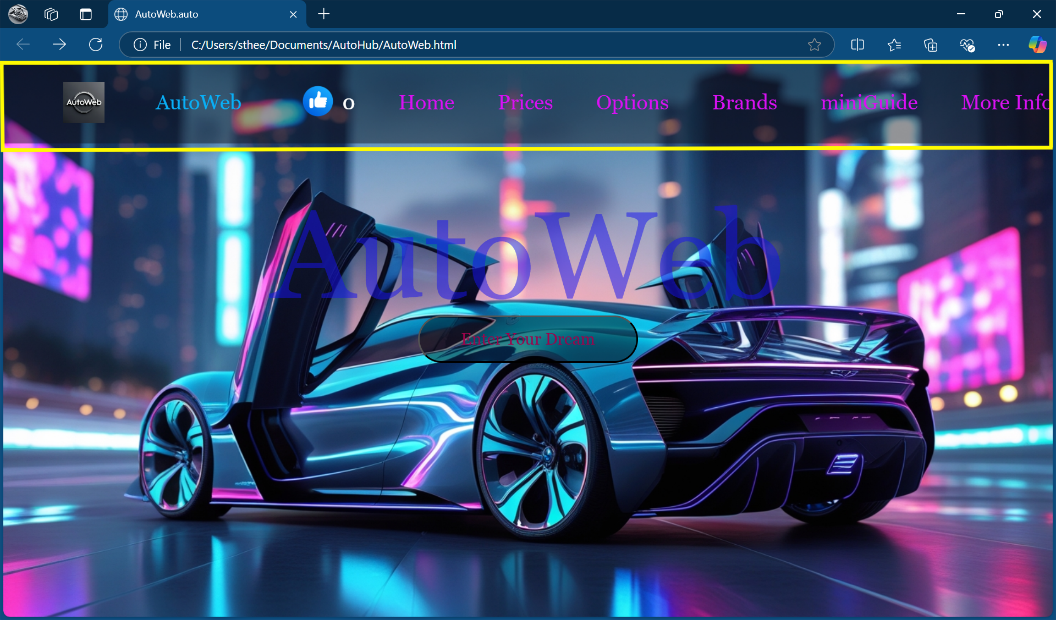 AutoWeb.auto
File C:/Users/sthee/Documents/AutoHub/AutoWeb.html
AutoWeb AutoWeb 0 Home Prices Options Brands miniGuide More Info
AutoWeb
Enter Your Dream